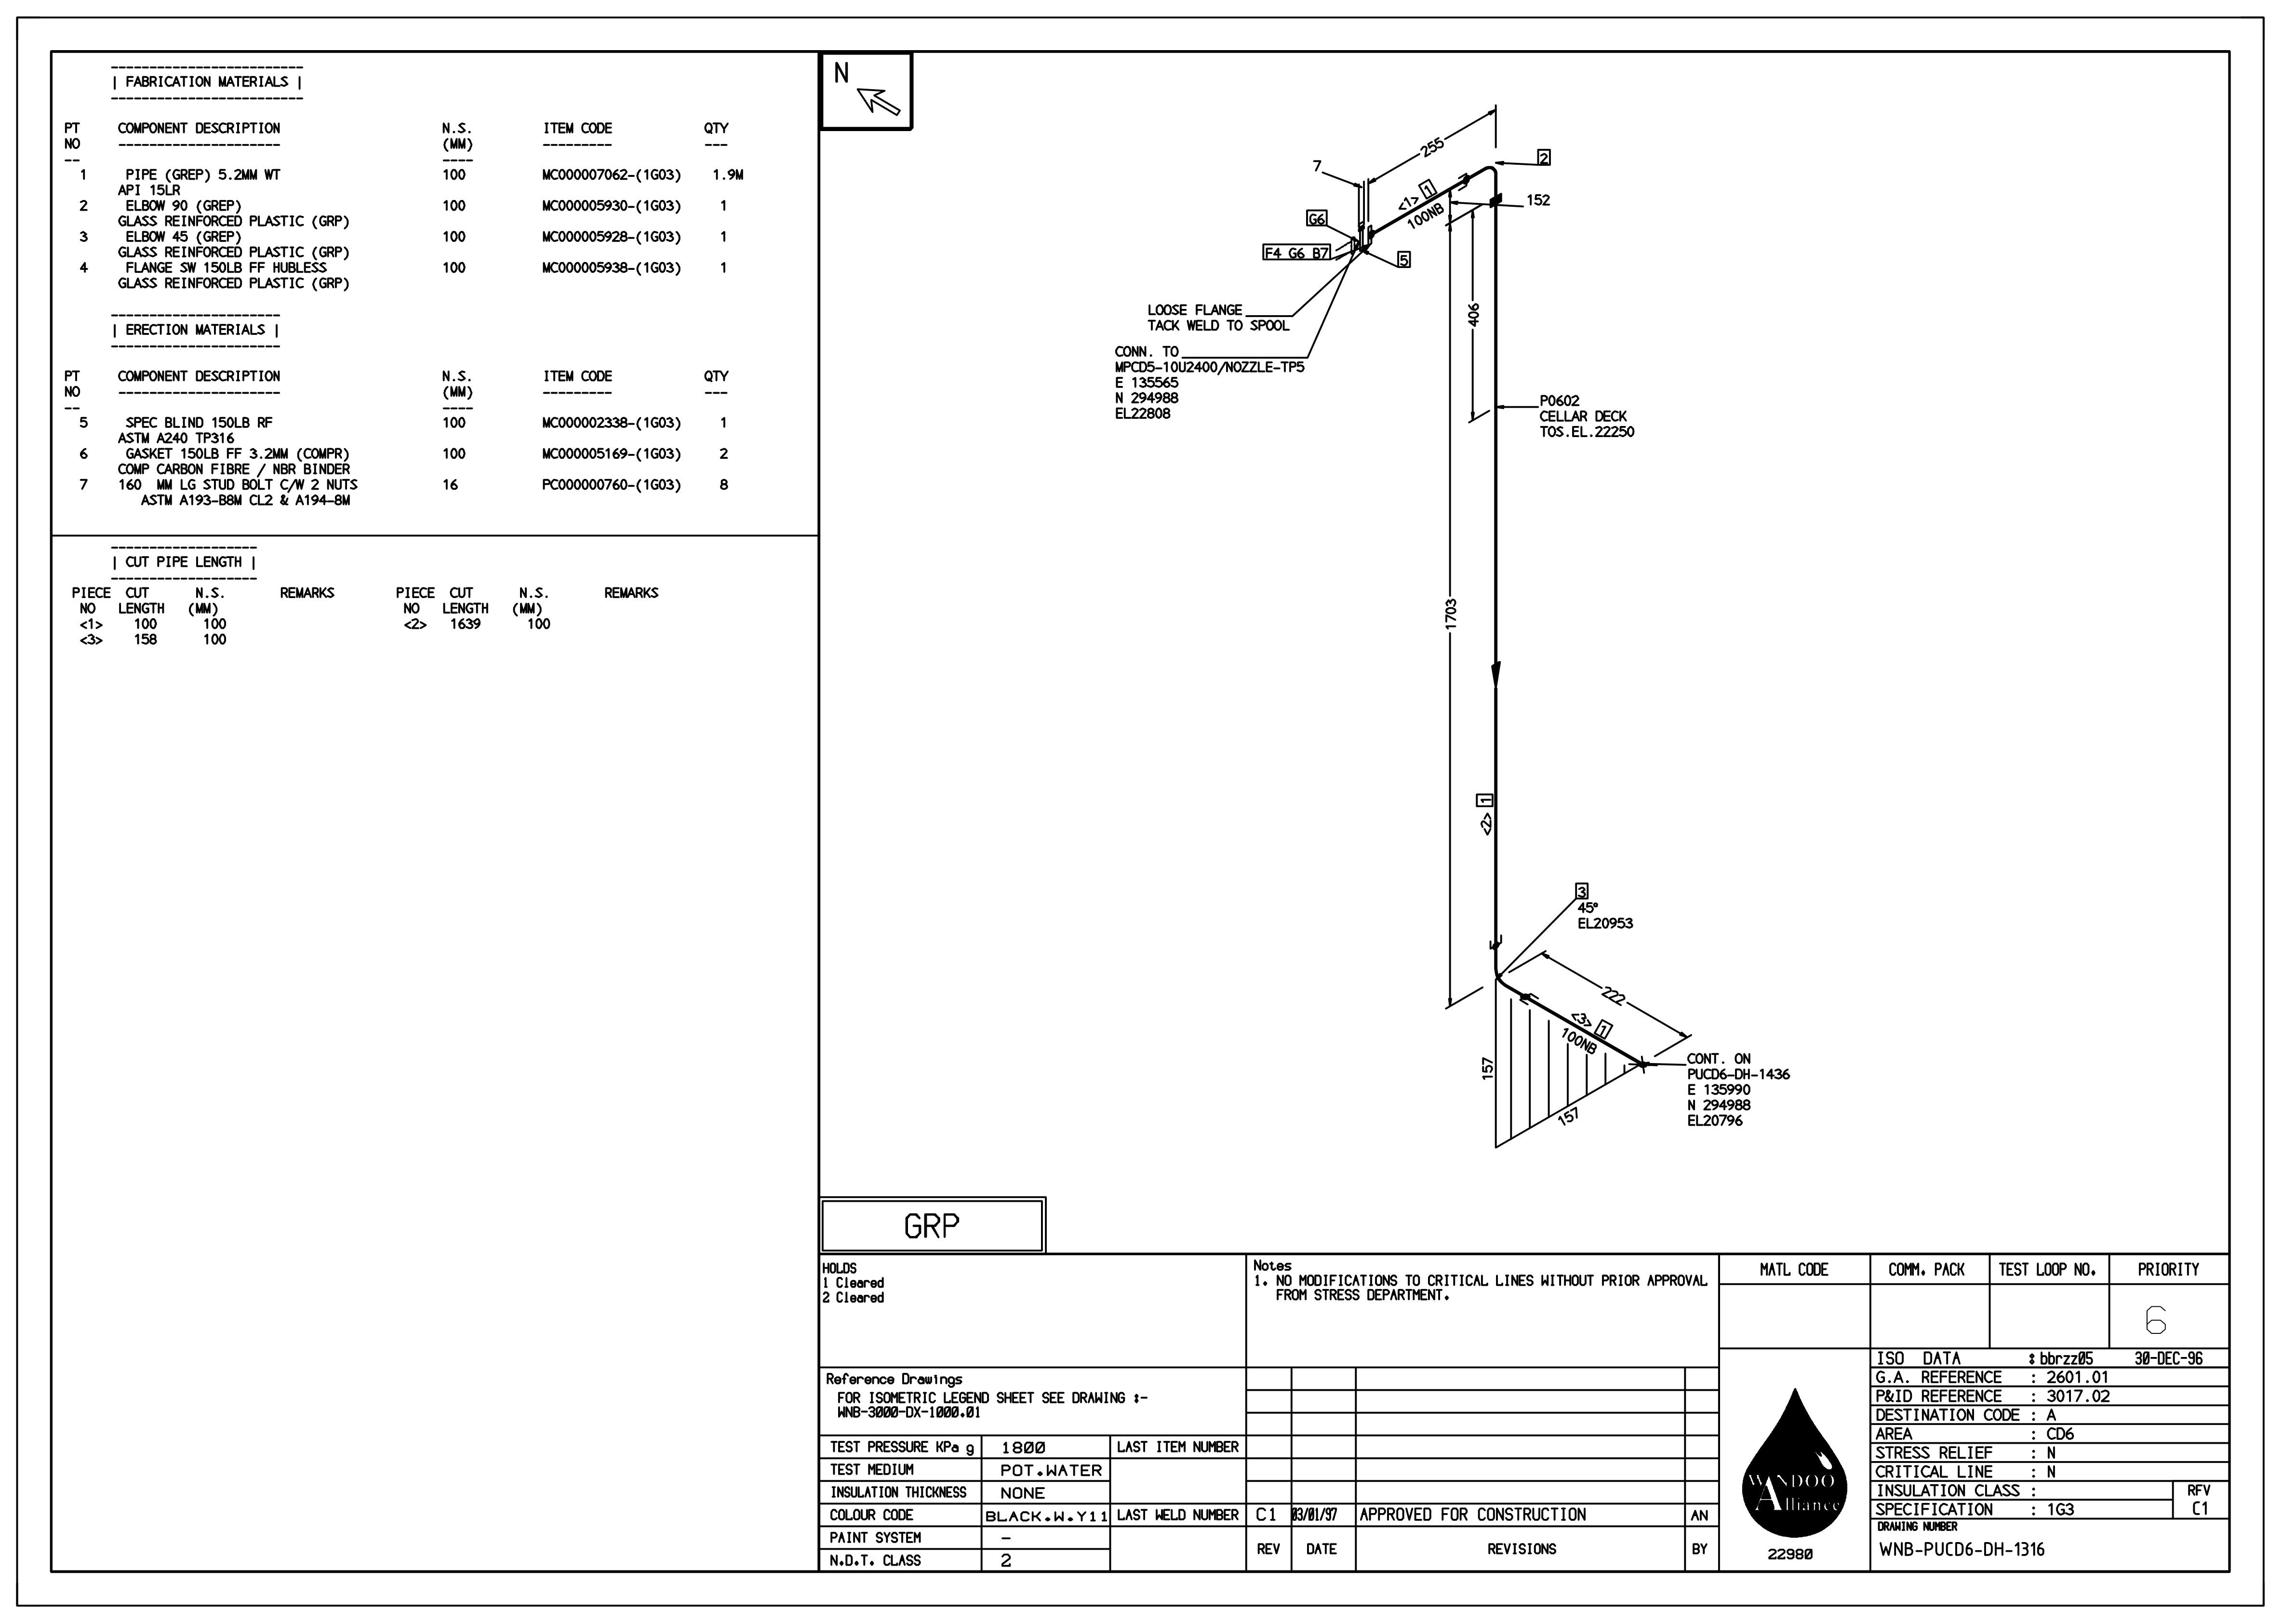 | FABRICATION MATERIALS |
PT COMPONENT DESCRIPTION N.S. ITEM CODE QTY
NO (MM)
1 PIPE (GREP) 5.2MM WT 100 MC000007062-(1G03) 1.9M
API 15LR
2 ELBOW 90 (GREP) 100 MC000005930-(1G03) 1
GLASS REINFORCED PLASTIC (GRP)
3 ELBOW 45 (GREP) 100 MC000005928-(1G03) 1
GLASS REINFORCED PLASTIC (GRP)
4 FLANGE SW 150LB FF HUBLESS 100 MC000005938-(1G03) 1
GLASS REINFORCED PLASTIC (GRP)
| ERECTION MATERIALS |
PT COMPONENT DESCRIPTION N.S. ITEM CODE QTY
NO (MM)
5 SPEC BLIND 150LB RF 100 MC000002338-(1G03) 1
ASTM A240 TP316
6 GASKET 150LB FF 3.2MM (COMPR) 100 MC000005169-(1G03) 2
COMP CARBON FIBRE / NBR BINDER
7 160 MM LG STUD BOLT C/W 2 NUTS 16 PC000000760-(1G03) 8
ASTM A193-B8M CL2 & A194-8M
| CUT PIPE LENGTH |
PIECE CUT N.S. REMARKS PIECE CUT N.S. REMARKS
NO LENGTH (MM) NO LENGTH (MM)
<1> 100 100 <2> 1639 100
<3> 158 100
N
255
2
7
<1> 1
100NB
152
G6
F4 G6 B7
5
LOOSE FLANGE
TACK WELD TO SPOOL
406
CONN. TO
MPCD5-10U2400/NOZZLE-TP5
E 135565
N 294988
EL22808
P0602
CELLAR DECK
TOS.EL.22250
1703
<2> 1
3
45°
EL20953
222
<3> 1
100NB
157
157
CONT. ON
PUCD6-DH-1436
E 135990
N 294988
EL20796
GRP
HOLDS
1 Cleared
2 Cleared
Notes
1. NO MODIFICATIONS TO CRITICAL LINES WITHOUT PRIOR APPROVAL
FROM STRESS DEPARTMENT.
MATL CODE COMM. PACK TEST LOOP NO. PRIORITY
6
Reference Drawings
FOR ISOMETRIC LEGEND SHEET SEE DRAWING :-
WNB-3000-DX-1000.01
TEST PRESSURE KPa g 1800 LAST ITEM NUMBER
TEST MEDIUM POT.WATER
INSULATION THICKNESS NONE
COLOUR CODE BLACK.W.Y11 LAST WELD NUMBER
PAINT SYSTEM -
N.D.T. CLASS 2
C1 03/01/97 APPROVED FOR CONSTRUCTION AN
REV DATE REVISIONS BY
WANDOO
Alliance
22980
ISO DATA : bbrzz05 30-DEC-96
G.A. REFERENCE : 2601.01
P&ID REFERENCE : 3017.02
DESTINATION CODE : A
AREA : CD6
STRESS RELIEF : N
CRITICAL LINE : N
INSULATION CLASS :
SPECIFICATION : 1G3
RFV
C1
DRAWING NUMBER
WNB-PUCD6-DH-1316